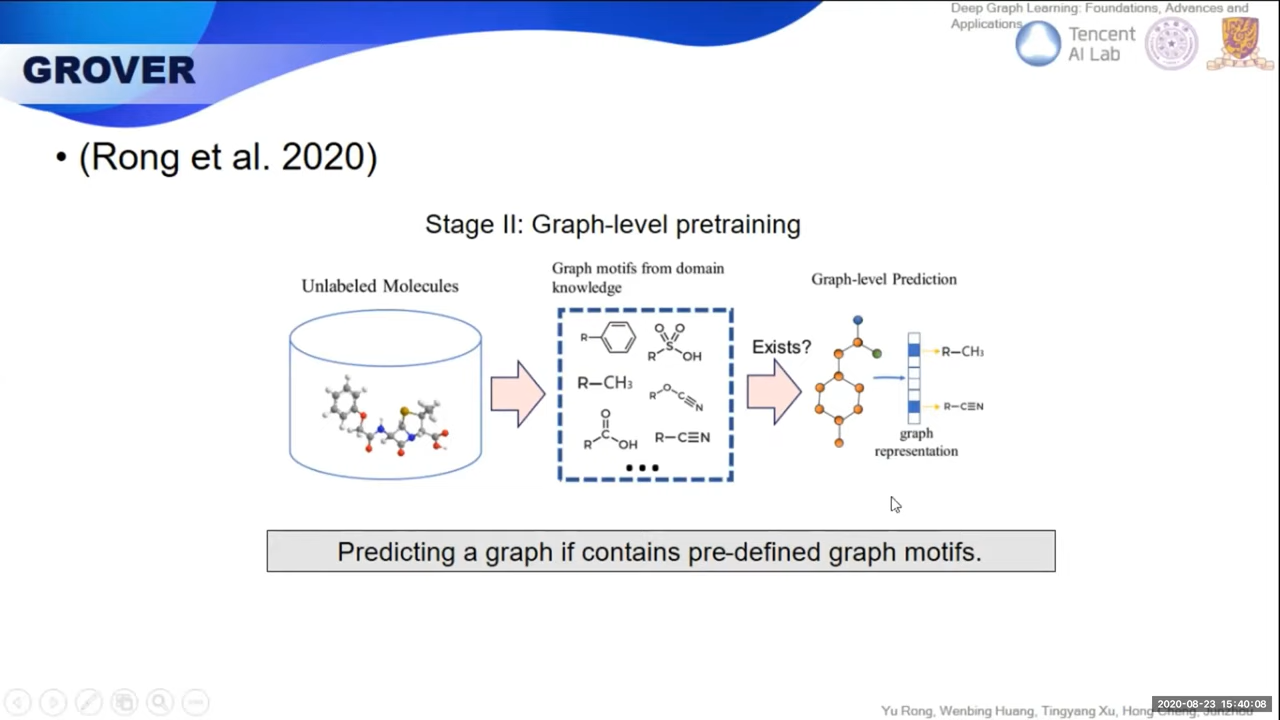 Deep Graph Learning: Foundations, Advances and
Applications
Tencent
AI Lab
GROVER
• (Rong et al. 2020)
Stage II: Graph-level pretraining
Unlabeled Molecules
Graph motifs from domain
knowledge
Graph-level Prediction
Exists?
R
O O
S
R OH
R—CH₃
R O
N
O
C
R OH
R—C≡N
•••
R—CH₃
R—C≡N
graph
representation
Predicting a graph if contains pre-defined graph motifs.
2020-08-23 15:40:08
Yu Rong, Wenbing Huang, Tingyang Xu, Hong Cheng, Junzhou